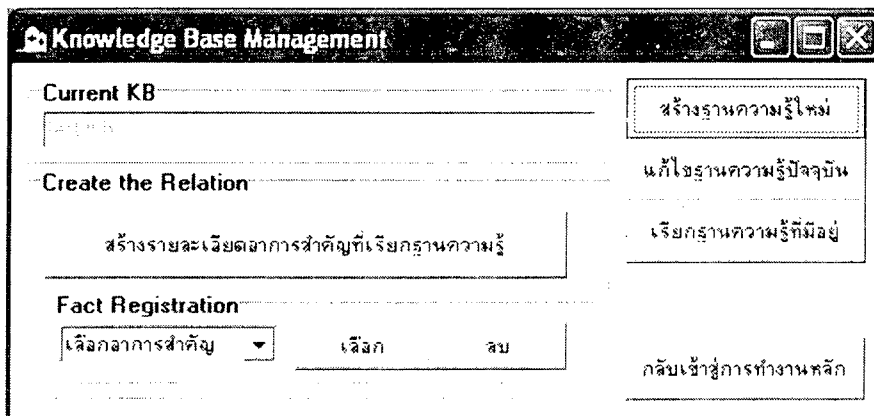 Knowledge Base Management
Current KB
สร้างฐานความรู้ใหม่
แก้ไขฐานความรู้ปัจจุบัน
Create the Relation
เรียกฐานความรู้ที่มีอยู่
สร้างรายละเอียดอาการสำคัญที่เรียกฐานความรู้
Fact Registration
เลือกอาการสำคัญ เลือก ลบ
กลับเข้าสู่การทำงานหลัก